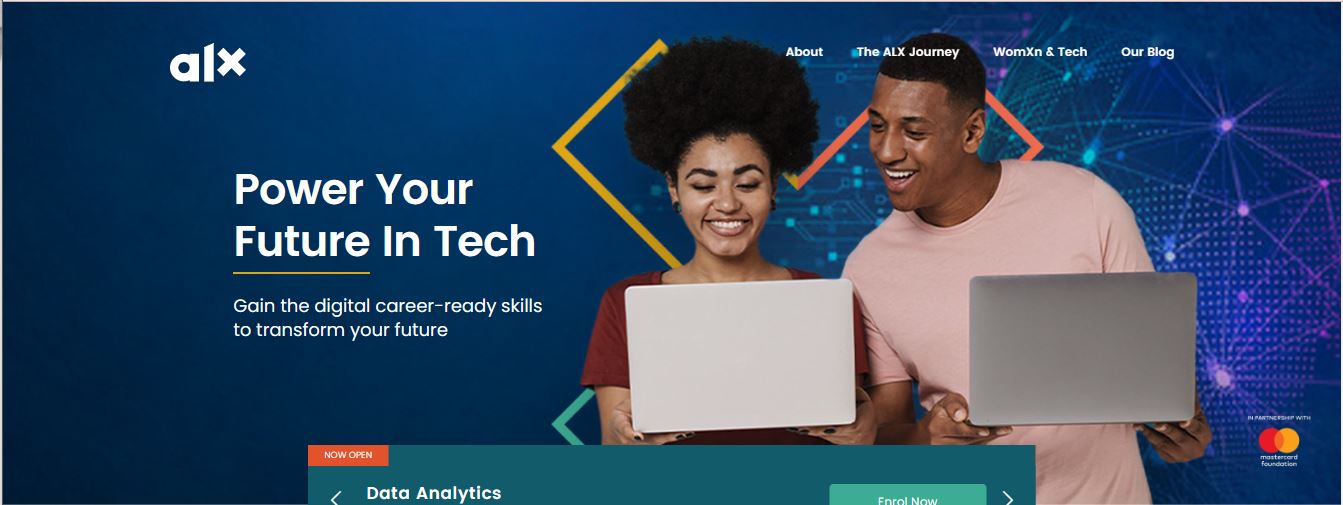 alx
About The ALX Journey WomXn & Tech Our Blog
Power Your
Future In Tech
Gain the digital career-ready skills
to transform your future
IN PARTNERSHIP WITH
mastercard
foundation
NOW OPEN
Data Analytics
Enrol Now